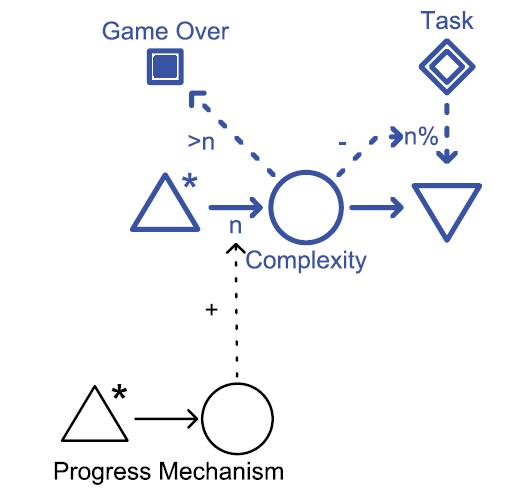 Task
Game Over
*
>n
-
n%
n
Complexity
+
*
Progress Mechanism